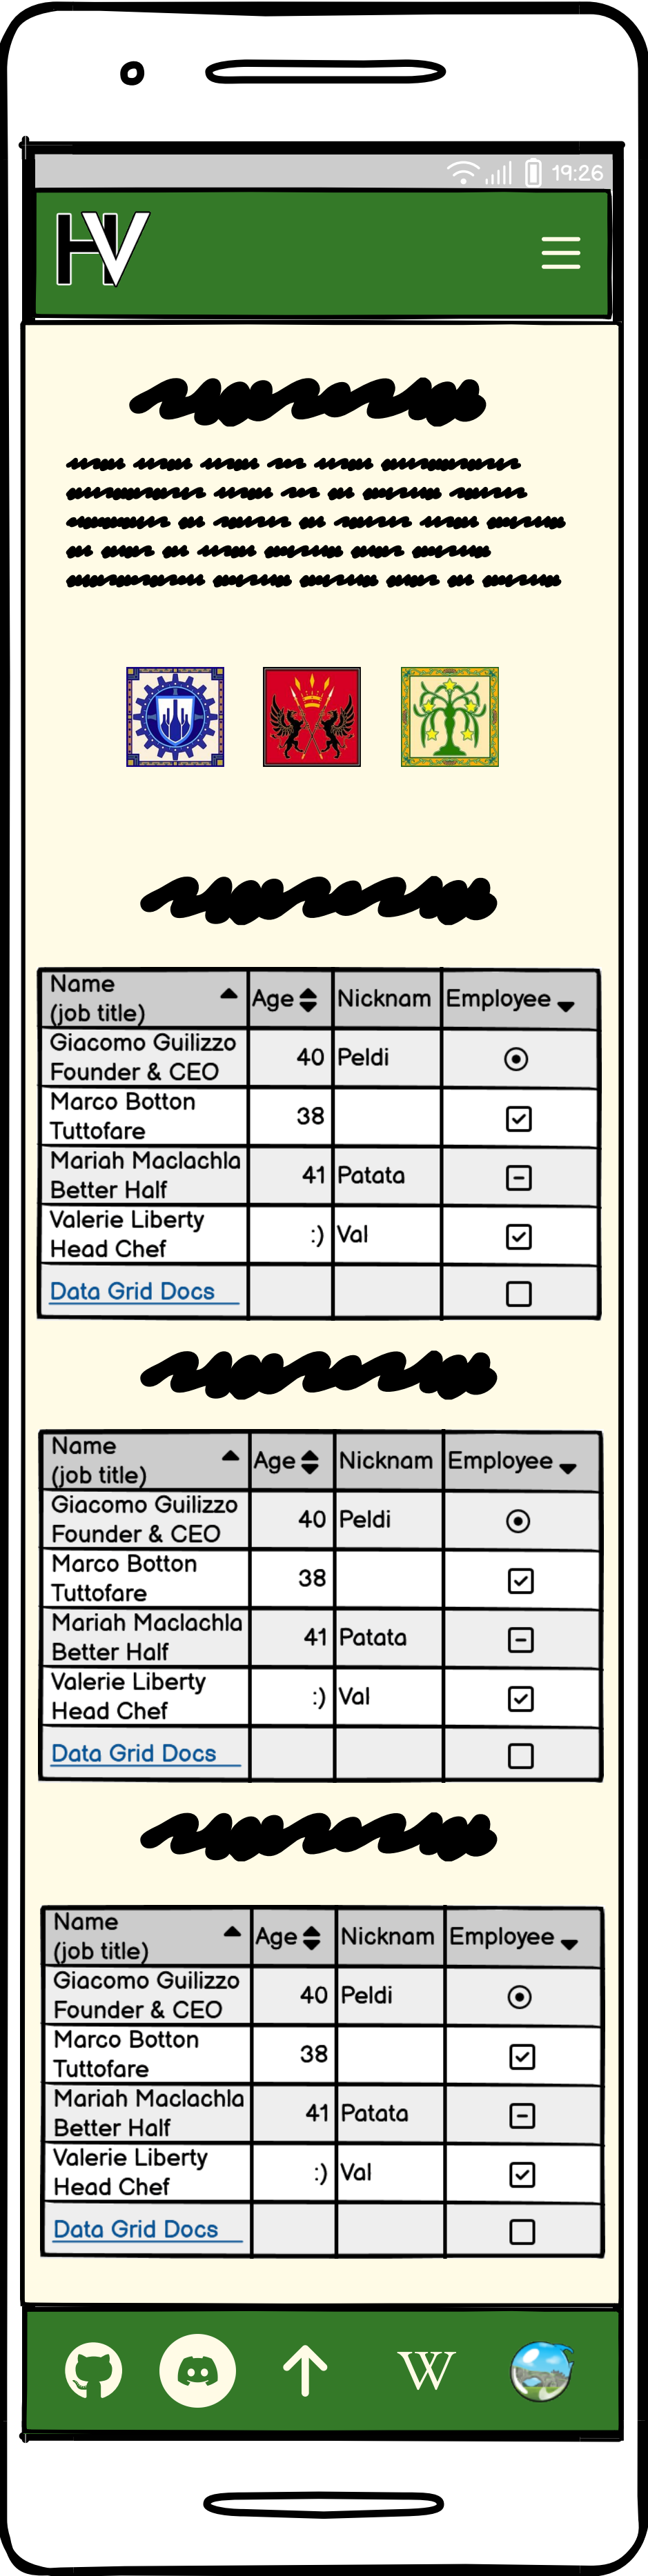 19:26
HV
Name
(job title)
Age
Nicknam
Employee
Giacomo Guilizzo
Founder & CEO
40
Peldi
Marco Botton
Tuttofare
38
Mariah Maclachla
Better Half
41
Patata
Valerie Liberty
Head Chef
:)
Val
Data Grid Docs
Name
(job title)
Age
Nicknam
Employee
Giacomo Guilizzo
Founder & CEO
40
Peldi
Marco Botton
Tuttofare
38
Mariah Maclachla
Better Half
41
Patata
Valerie Liberty
Head Chef
:)
Val
Data Grid Docs
Name
(job title)
Age
Nicknam
Employee
Giacomo Guilizzo
Founder & CEO
40
Peldi
Marco Botton
Tuttofare
38
Mariah Maclachla
Better Half
41
Patata
Valerie Liberty
Head Chef
:)
Val
Data Grid Docs
W